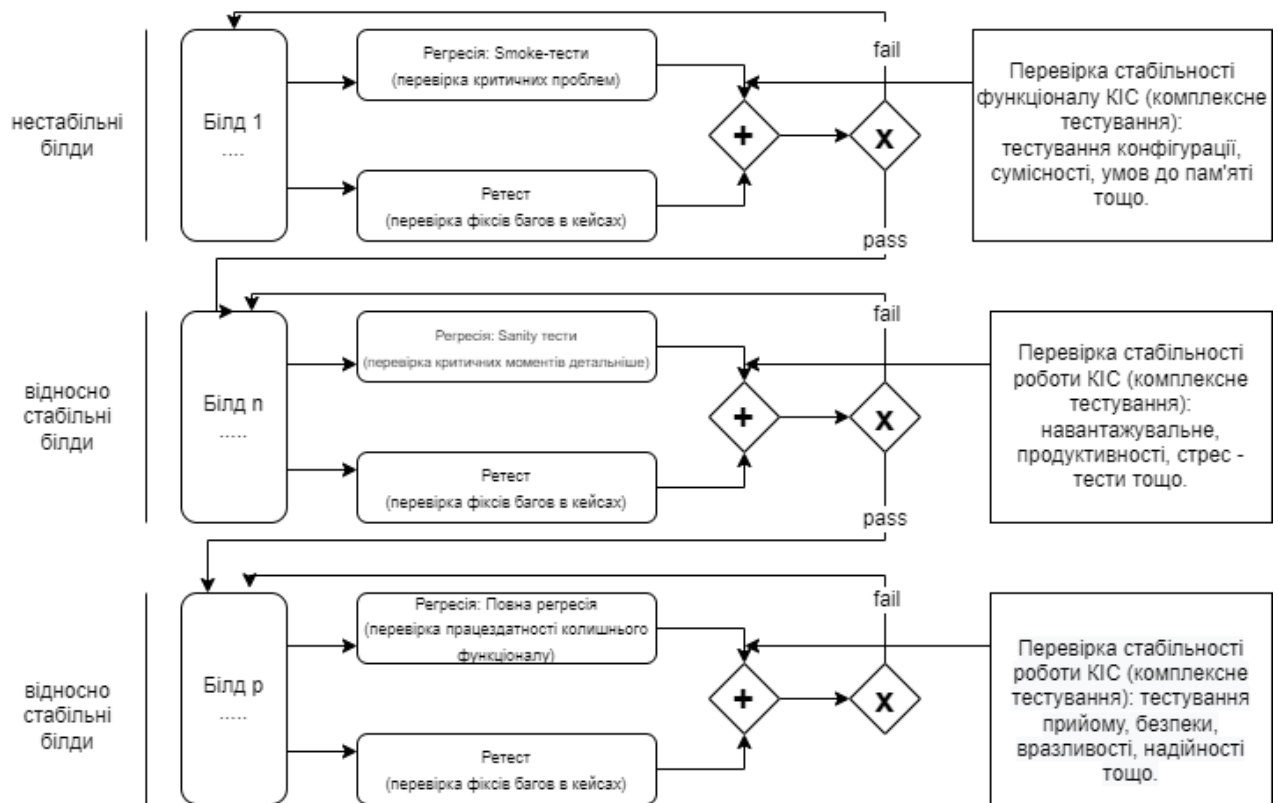 нестабільні
білди
Білд 1
....
Регресія: Smoke-тести
(перевірка критичних проблем)
Ретест
(перевірка фіксів багов в кейсах)
+
x
fail
pass
Перевірка стабільності
функціоналу КІС (комплексне
тестування):
тестування конфігурації,
сумісності, умов до пам'яті
тощо.
відносно
стабільні
білди
Білд n
.....
Регресія: Sanity тести
(перевірка критичних моментів детальніше)
Ретест
(перевірка фіксів багов в кейсах)
+
x
fail
pass
Перевірка стабільності
роботи КІС (комплексне
тестування):
навантажувальне,
продуктивності, стрес -
тести тощо.
відносно
стабільні
білди
Білд p
.....
Регресія: Повна регресія
(перевірка працездатності колишнього
функціоналу)
Ретест
(перевірка фіксів багов в кейсах)
+
x
fail
Перевірка стабільності
роботи КІС (комплексне
тестування): тестування
прийому, безпеки,
вразливості, надійності
тощо.